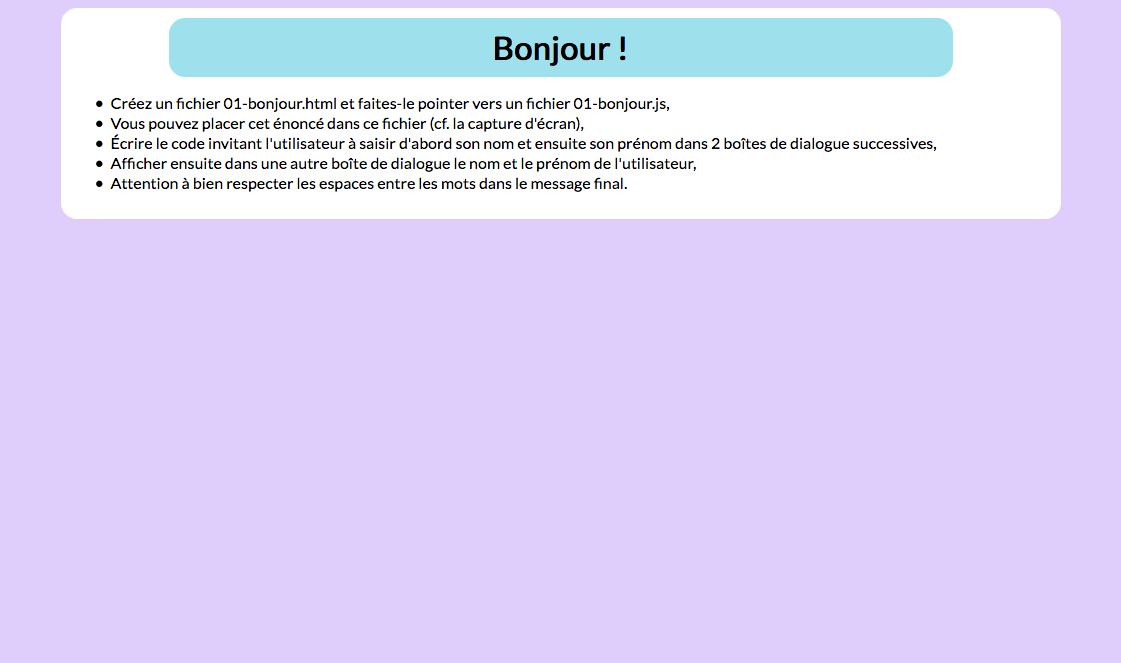 Bonjour !
• Créez un fichier 01-bonjour.html et faites-le pointer vers un fichier 01-bonjour.js,
• Vous pouvez placer cet énoncé dans ce fichier (cf. la capture d'écran),
• Écrire le code invitant l'utilisateur à saisir d'abord son nom et ensuite son prénom dans 2 boîtes de dialogue successives,
• Afficher ensuite dans une autre boîte de dialogue le nom et le prénom de l'utilisateur,
• Attention à bien respecter les espaces entre les mots dans le message final.